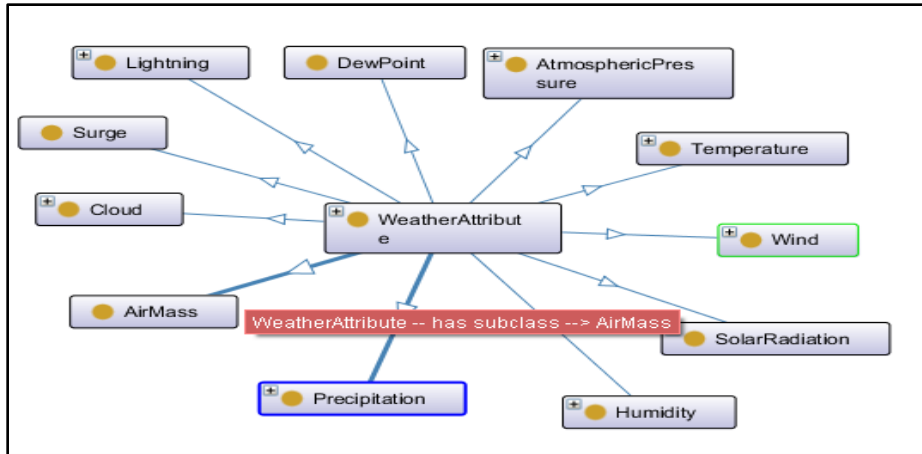 Lightning
DewPoint
AtmosphericPres
sure
Surge
Temperature
Cloud
WeatherAttribut
e
Wind
AirMass
WeatherAttribute -- has subclass --> AirMass
SolarRadiation
Precipitation
Humidity